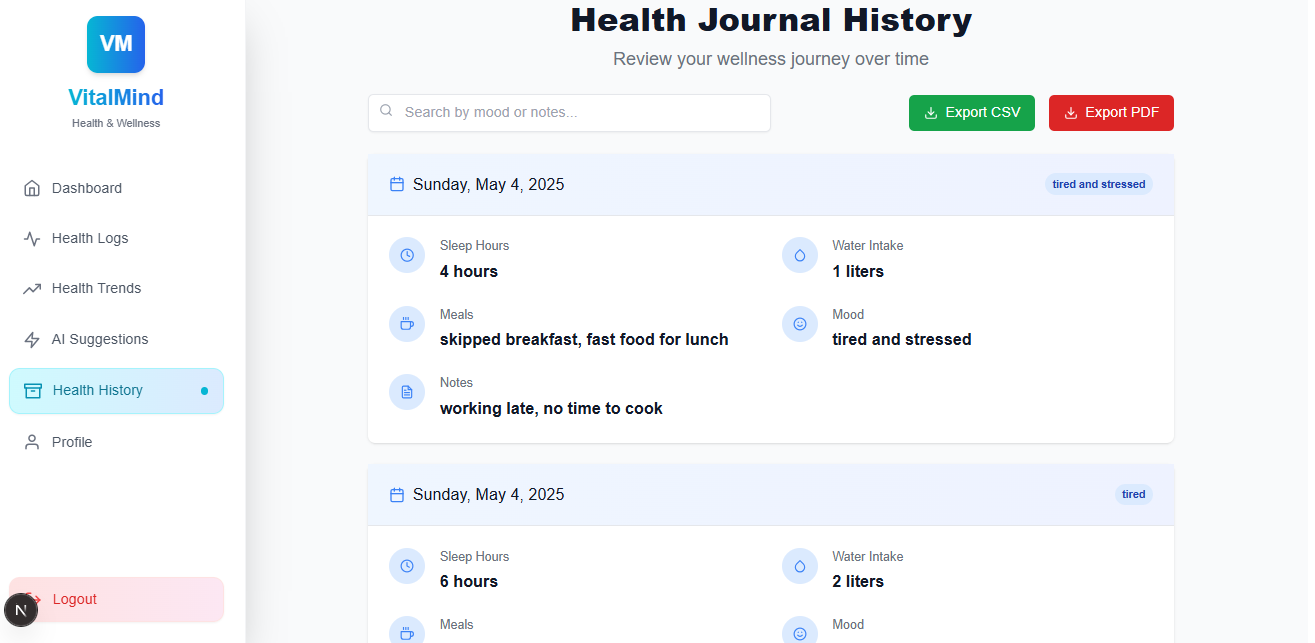 VM
VitalMind
Health & Wellness
Dashboard
Health Logs
Health Trends
AI Suggestions
Health History
Profile
Logout
N
Health Journal History
Review your wellness journey over time
Search by mood or notes...
Export CSV
Export PDF
Sunday, May 4, 2025
tired and stressed
Sleep Hours
4 hours
Water Intake
1 liters
Meals
skipped breakfast, fast food for lunch
Mood
tired and stressed
Notes
working late, no time to cook
Sunday, May 4, 2025
tired
Sleep Hours
6 hours
Water Intake
2 liters
Meals
Mood